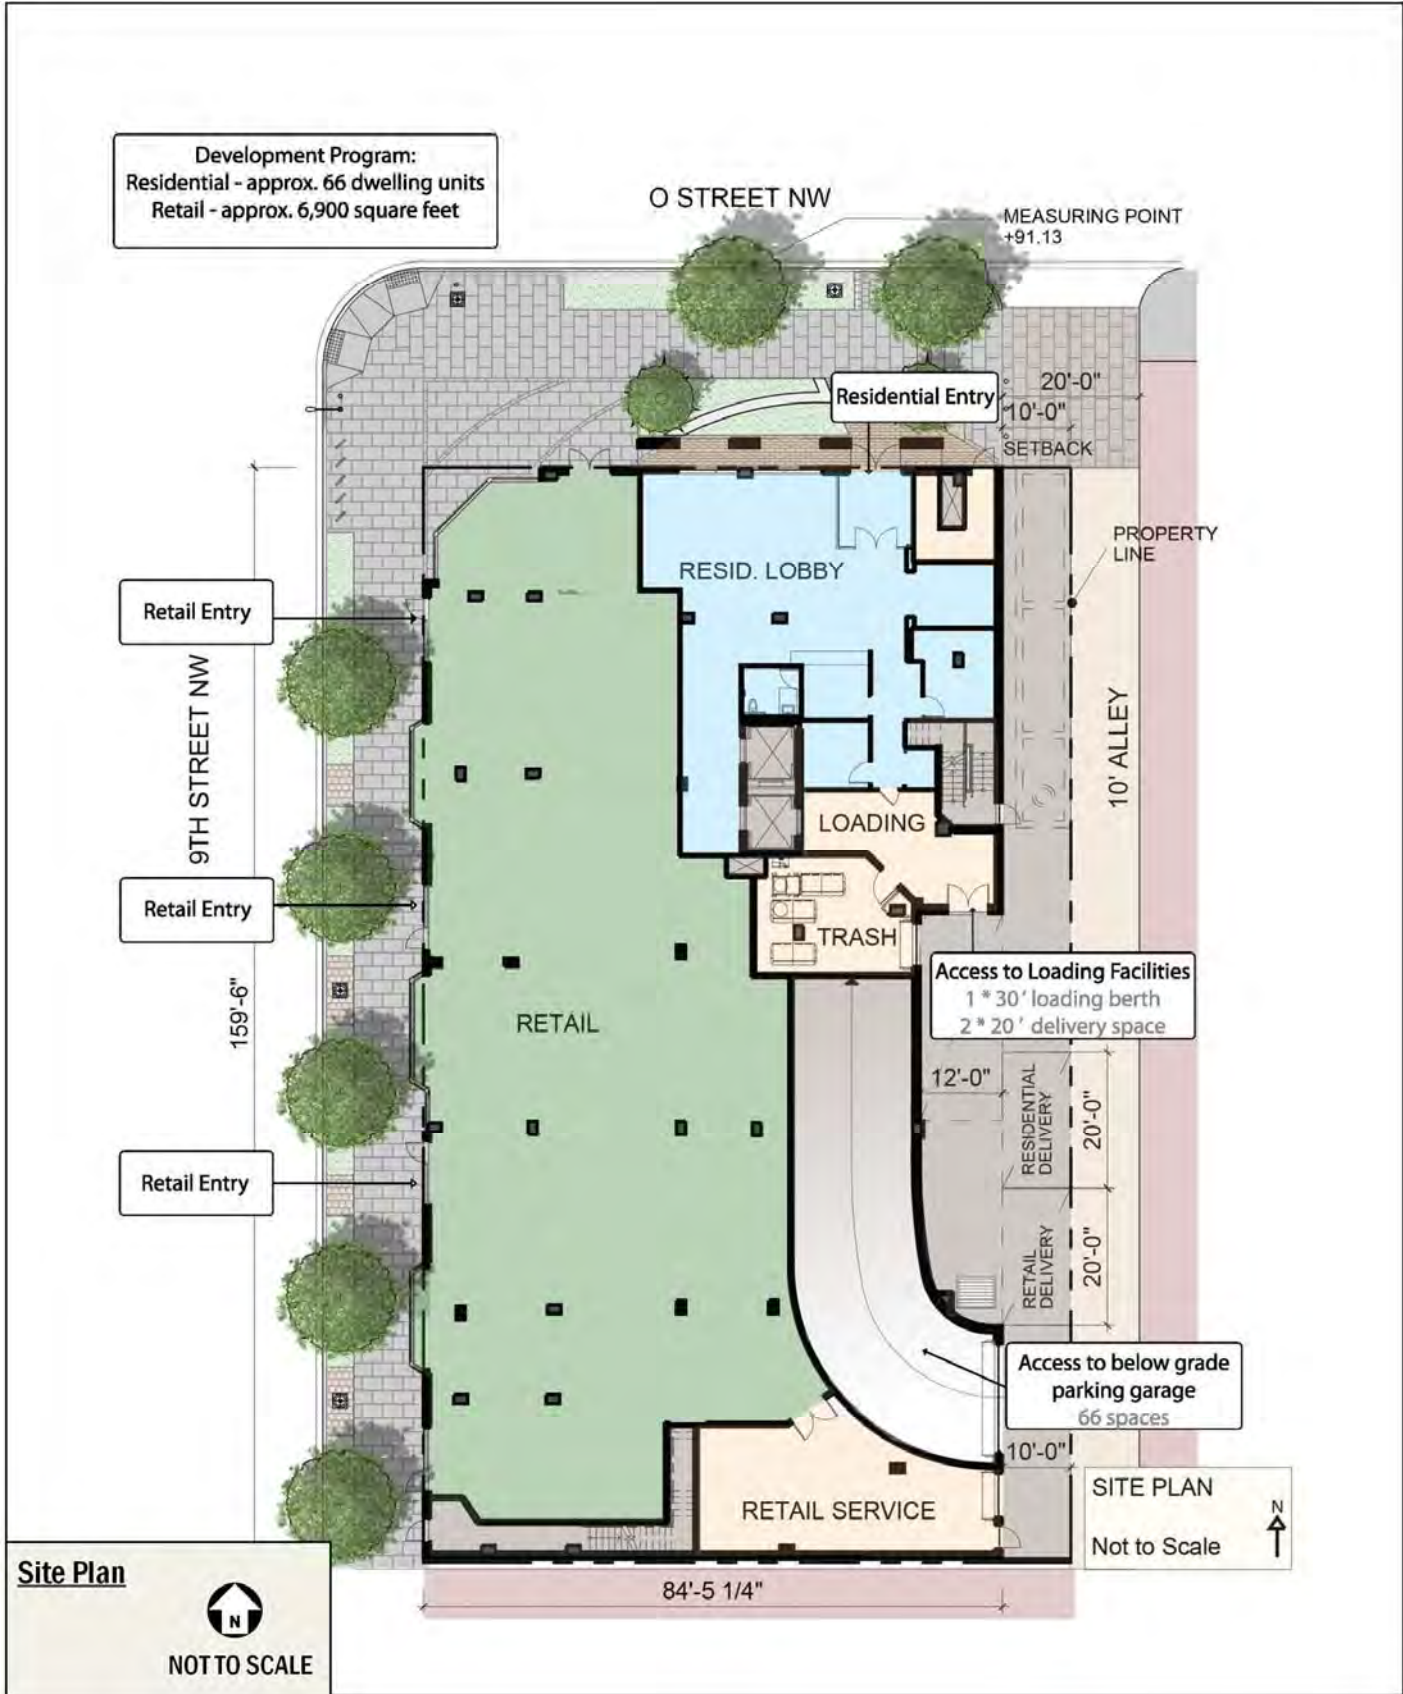 Development Program:
Residential - approx. 66 dwelling units
Retail - approx. 6,900 square feet
O STREET NW
MEASURING POINT
+91.13
Residential Entry
20'-0"
10'-0"
SETBACK
PROPERTY
LINE
RESID. LOBBY
Retail Entry
9TH STREET NW
10' ALLEY
LOADING
Retail Entry
TRASH
Access to Loading Facilities
1 * 30' loading berth
2 * 20' delivery space
159'-6"
RETAIL
12'-0"
RESIDENTIAL
DELIVERY
20'-0"
Retail Entry
RETAIL
DELIVERY
20'-0"
Access to below grade
parking garage
66 spaces
10'-0"
RETAIL SERVICE
SITE PLAN
N
Not to Scale
84'-5 1/4"
Site Plan
N
NOT TO SCALE